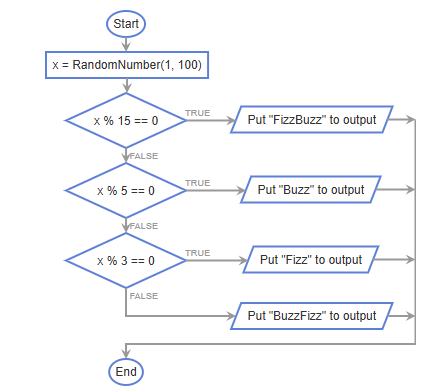 Start
x = RandomNumber(1, 100)
x % 15 == 0
TRUE
Put "FizzBuzz" to output
FALSE
x % 5 == 0
TRUE
Put "Buzz" to output
FALSE
x % 3 == 0
TRUE
Put "Fizz" to output
FALSE
Put "BuzzFizz" to output
End